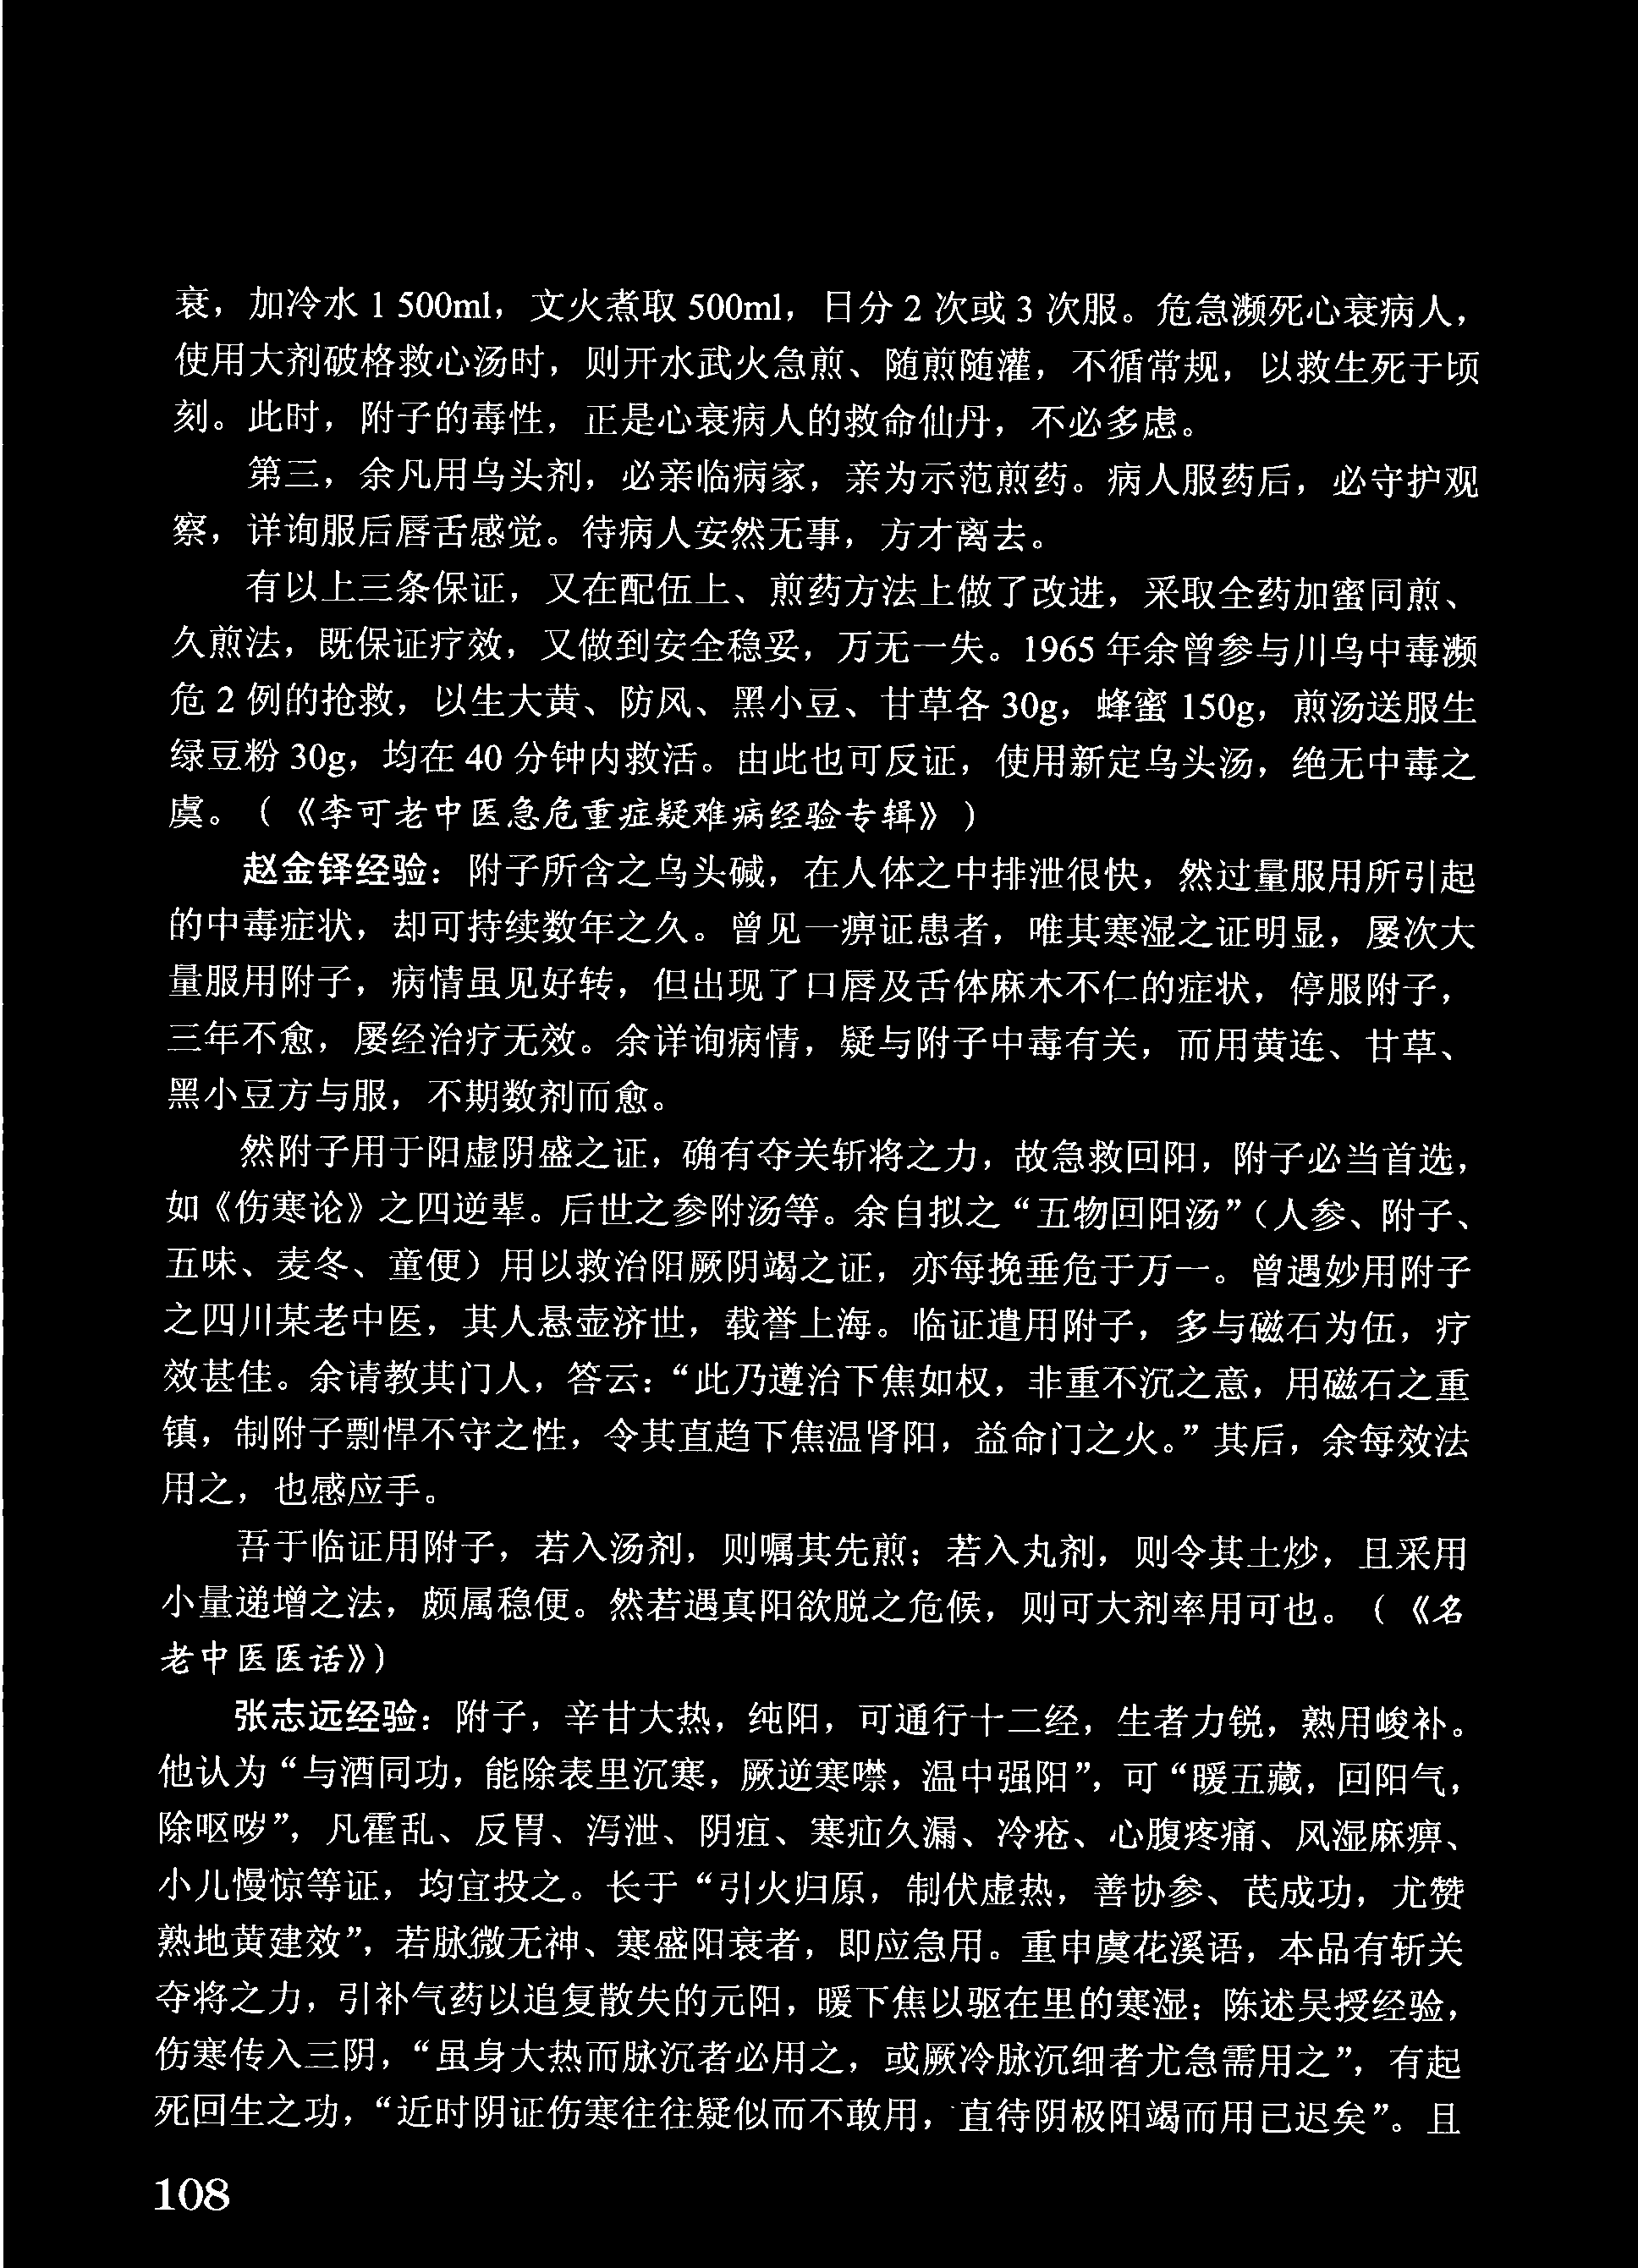 衰，加冷水 1 500ml，文火煮取 500ml，日分 2 次或 3 次服。危急濒死心衰病人，
使用大剂破格救心汤时，则开水武火急煎、随煎随灌，不循常规，以救生死于顷
刻。此时，附子的毒性，正是心衰病人的救命仙丹，不必多虑。
第三，余凡用乌头剂，必亲临病家，亲为示范煎药。病人服药后，必守护观
察，详询服后唇舌感觉。待病人安然无事，方才离去。
有以上三条保证，又在配伍上、煎药方法上做了改进，采取全药加蜜同煎、
久煎法，既保证疗效，又做到安全稳妥，万无一失。1965 年余曾参与川乌中毒濒
危 2 例的抢救，以生大黄、防风、黑小豆、甘草各 30g，蜂蜜 150g，煎汤送服生
绿豆粉 30g，均在 40 分钟内救活。由此也可反证，使用新定乌头汤，绝无中毒之
虞。（《李可老中医急危重症疑难病经验专辑》）
赵金铎经验：附子所含之乌头碱，在人体之中排泄很快，然过量服用所引起
的中毒症状，却可持续数年之久。曾见一痹证患者，唯其寒湿之证明显，屡次大
量服用附子，病情虽见好转，但出现了口唇及舌体麻木不仁的症状，停服附子，
三年不愈，屡经治疗无效。余详询病情，疑与附子中毒有关，而用黄连、甘草、
黑小豆方与服，不期数剂而愈。
然附子用于阳虚阴盛之证，确有夺关斩将之力，故急救回阳，附子必当首选，
如《伤寒论》之四逆辈。后世之参附汤等。余自拟之“五物回阳汤”（人参、附子、
五味、麦冬、童便）用以救治阳厥阴竭之证，亦每挽垂危于万一。曾遇妙用附子
之四川某老中医，其人悬壶济世，载誉上海。临证遣用附子，多与磁石为伍，疗
效甚佳。余请教其门人，答云：“此乃遵治下焦如权，非重不沉之意，用磁石之重
镇，制附子剽悍不守之性，令其直趋下焦温肾阳，益命门之火。”其后，余每效法
用之，也感应手。
吾于临证用附子，若入汤剂，则嘱其先煎；若入丸剂，则令其土炒，且采用
小量递增之法，颇属稳便。然若遇真阳欲脱之危候，则可大剂率用可也。（《名
老中医医话》）
张志远经验：附子，辛甘大热，纯阳，可通行十二经，生者力锐，熟用峻补。
他认为“与酒同功，能除表里沉寒，厥逆寒噤，温中强阳”，可“暖五藏，回阳气，
除呕哕”，凡霍乱、反胃、泻泄、阴疽、寒疝久漏、冷疮、心腹疼痛、风湿麻痹、
小儿慢惊等证，均宜投之。长于“引火归原，制伏虚热，善协参、芪成功，尤赞
熟地黄建效”，若脉微无神、寒盛阳衰者，即应急用。重申虞花溪语，本品有斩关
夺将之力，引补气药以追复散失的元阳，暖下焦以驱在里的寒湿；陈述吴授经验，
伤寒传入三阴，“虽身大热而脉沉者必用之，或厥冷脉沉细者尤急需用之”，有起
死回生之功，“近时阴证伤寒往往疑似而不敢用，直待阴极阳竭而用已迟矣”。且
108